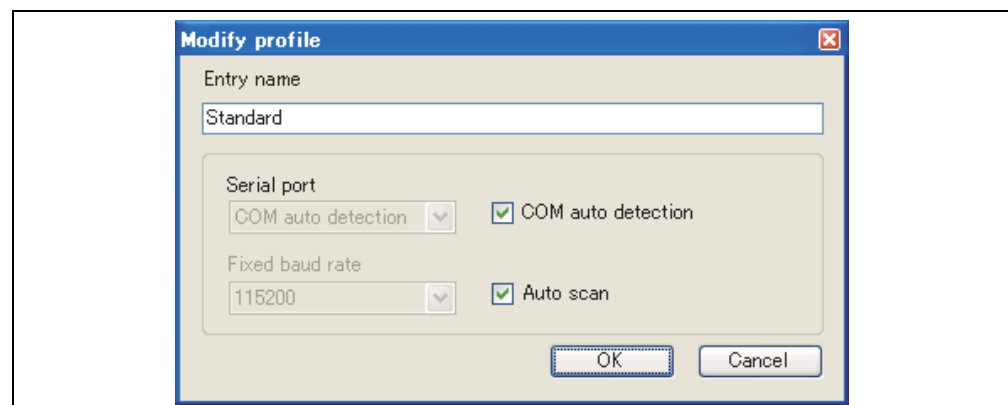 Modify profile
Entry name
Standard
Serial port
COM auto detection
COM auto detection
Fixed baud rate
115200
Auto scan
OK
Cancel